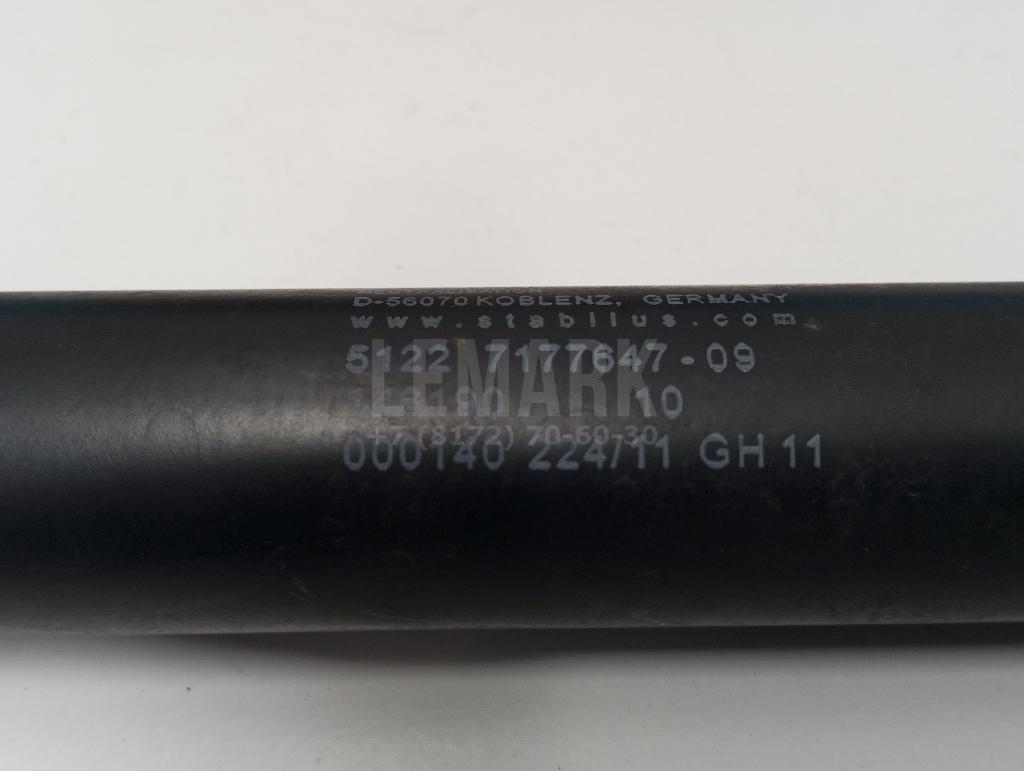 D-56070 KOBLENZ, GERMANY
www.stabilus.com
5122 7177647-09
10
LEMARK
+7 (8172) 70-60-30
000140 224/11 GH 11